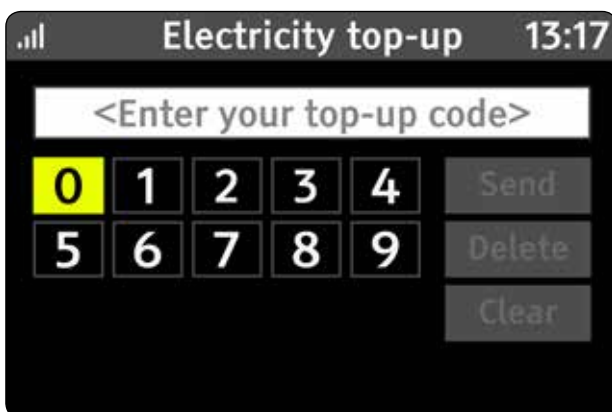 Electricity top-up 13:17
<Enter your top-up code>
0 1 2 3 4 Send
5 6 7 8 9 Delete
Clear